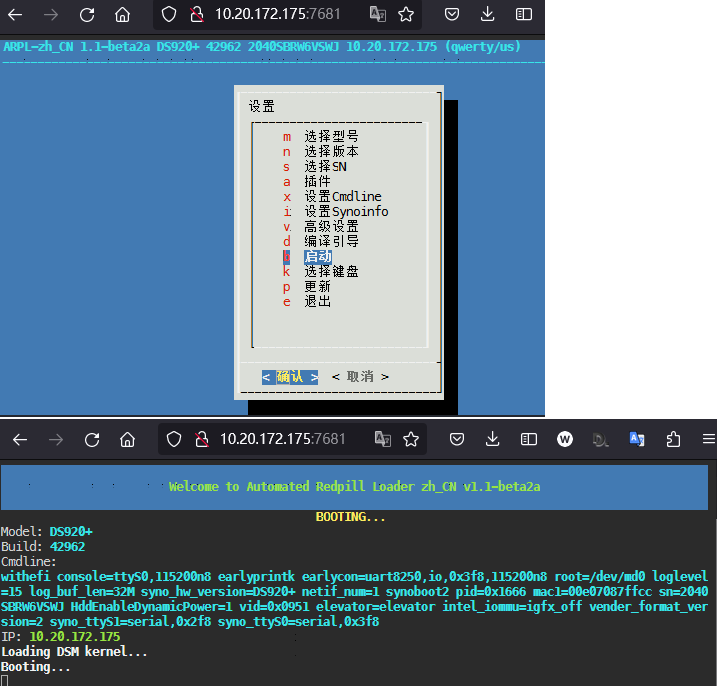 10.20.172.175:7681
ARPL-zh_CN 1.1-beta2a DS920+ 42962 2040SBRW6VSWJ 10.20.172.175 (qwerty/us)
设置
m 选择型号
n 选择版本
s 选择SN
a 插件
x 设置Cmdline
i 设置Synoinfo
v 高级设置
d 编译引导
b 启动
k 选择键盘
p 更新
e 退出
< 确认 > < 取消 >
10.20.172.175:7681
Welcome to Automated Redpill Loader zh_CN v1.1-beta2a
BOOTING...
Model: DS920+
Build: 42962
Cmdline:
withefi console=ttyS0,115200n8 earlyprintk earlycon=uart8250,io,0x3f8,115200n8 root=/dev/md0 loglevel
=15 log_buf_len=32M syno_hw_version=DS920+ netif_num=1 synoboot2 pid=0x1666 mac1=00e07087ffcc sn=2040
SBRW6VSWJ HddEnableDynamicPower=1 vid=0x0951 elevator=elevator intel_iommu=igfx_off vender_format_ver
sion=2 syno_ttyS1=serial,0x2f8 syno_ttyS0=serial,0x3f8
IP: 10.20.172.175
Loading DSM kernel...
Booting...